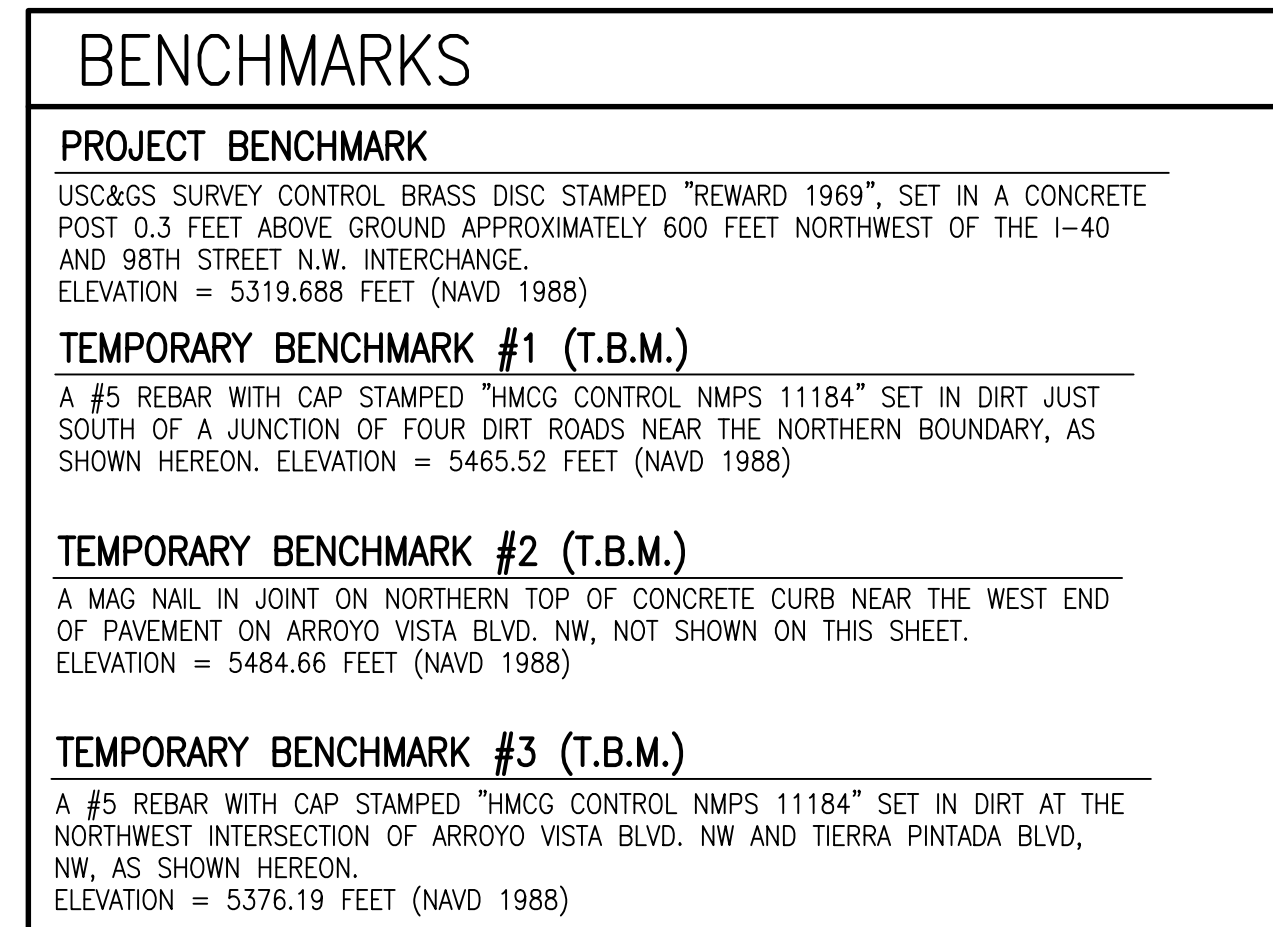 BENCHMARKS
PROJECT BENCHMARK
USC&GS SURVEY CONTROL BRASS DISC STAMPED "REWARD 1969", SET IN A CONCRETE
POST 0.3 FEET ABOVE GROUND APPROXIMATELY 600 FEET NORTHWEST OF THE I-40
AND 98TH STREET N.W. INTERCHANGE.
ELEVATION = 5319.688 FEET (NAVD 1988)
TEMPORARY BENCHMARK #1 (T.B.M.)
A #5 REBAR WITH CAP STAMPED "HMCG CONTROL NMPS 11184" SET IN DIRT JUST
SOUTH OF A JUNCTION OF FOUR DIRT ROADS NEAR THE NORTHERN BOUNDARY, AS
SHOWN HEREON. ELEVATION = 5465.52 FEET (NAVD 1988)
TEMPORARY BENCHMARK #2 (T.B.M.)
A MAG NAIL IN JOINT ON NORTHERN TOP OF CONCRETE CURB NEAR THE WEST END
OF PAVEMENT ON ARROYO VISTA BLVD. NW, NOT SHOWN ON THIS SHEET.
ELEVATION = 5484.66 FEET (NAVD 1988)
TEMPORARY BENCHMARK #3 (T.B.M.)
A #5 REBAR WITH CAP STAMPED "HMCG CONTROL NMPS 11184" SET IN DIRT AT THE
NORTHWEST INTERSECTION OF ARROYO VISTA BLVD. NW AND TIERRA PINTADA BLVD,
NW, AS SHOWN HEREON.
ELEVATION = 5376.19 FEET (NAVD 1988)